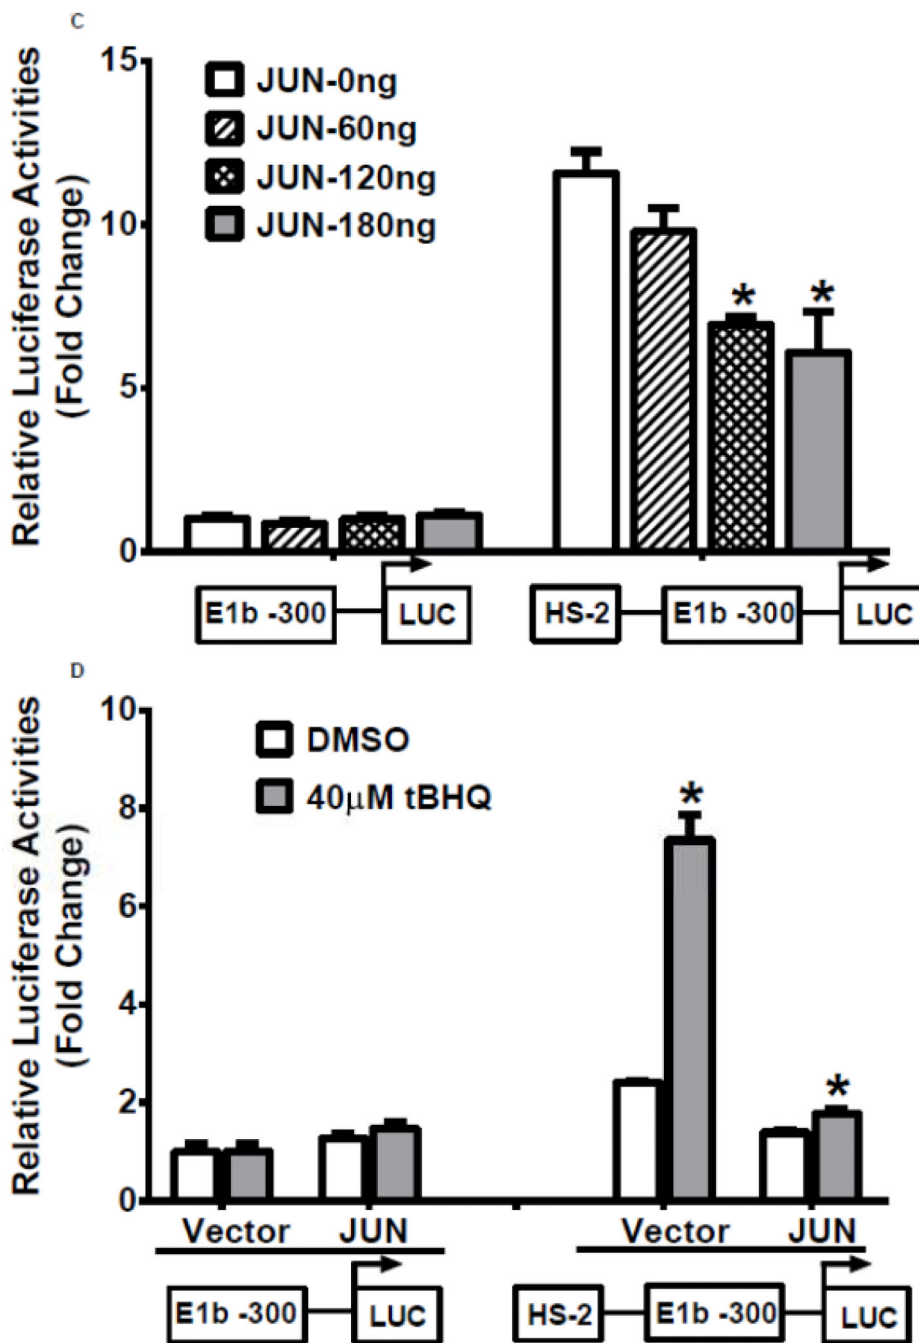 C
Relative Luciferase Activities
(Fold Change)
15
10
5
0
JUN-0ng
JUN-60ng
JUN-120ng
JUN-180ng
*
*
E1b -300
LUC
HS-2
E1b -300
LUC
D
Relative Luciferase Activities
(Fold Change)
10
8
6
4
2
0
DMSO
40μM tBHQ
*
*
Vector
JUN
Vector
JUN
E1b -300
LUC
HS-2
E1b -300
LUC